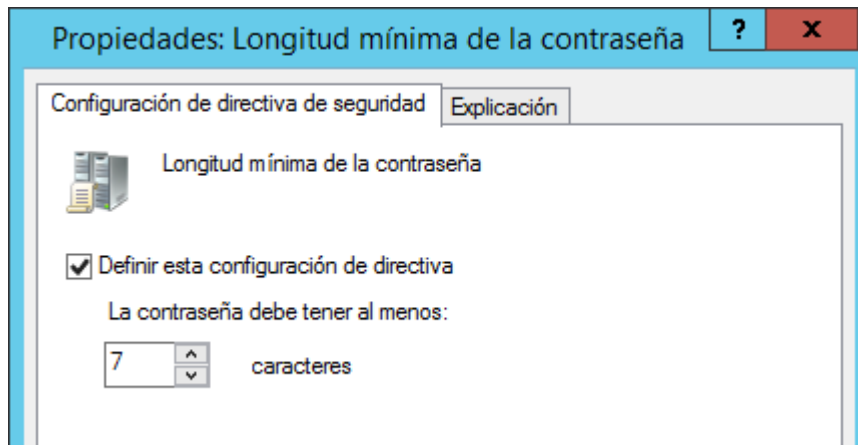 Propiedades: Longitud mínima de la contraseña ? x
Configuración de directiva de seguridad Explicación
Longitud mínima de la contraseña
Definir esta configuración de directiva
La contraseña debe tener al menos:
7 caracteres